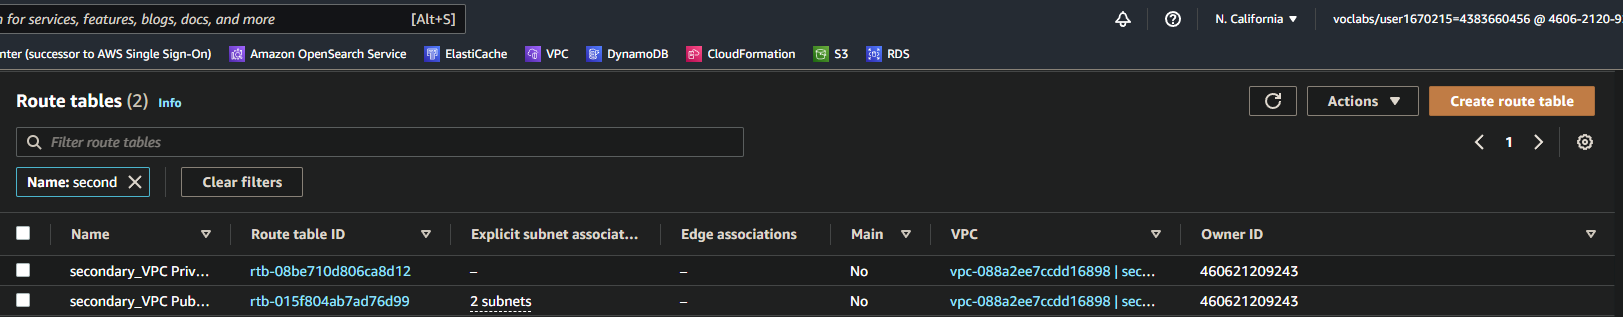 n for services, features, blogs, docs, and more [Alt+S] N. California voclabs/user1670215=4383660456 @ 4606-2120-9
nter (successor to AWS Single Sign-On) Amazon OpenSearch Service ElastiCache VPC DynamoDB CloudFormation S3 RDS
Route tables (2) Info Actions Create route table
Filter route tables 1
Name: second Clear filters
Name Route table ID Explicit subnet associat... Edge associations Main VPC Owner ID
secondary_VPC Priv... rtb-08be710d806ca8d12 – – No vpc-088a2ee7ccdd16898 | sec... 460621209243
secondary_VPC Pub... rtb-015f804ab7ad76d99 2 subnets – No vpc-088a2ee7ccdd16898 | sec... 460621209243